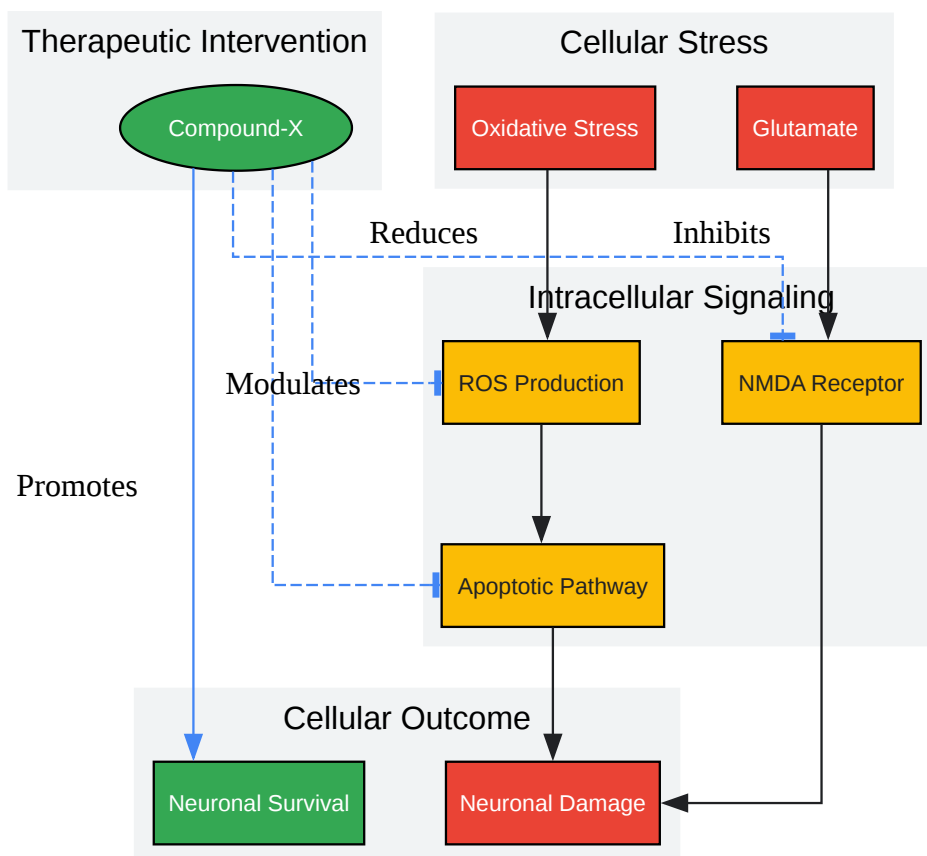 Therapeutic Intervention
Cellular Stress
Compound-X
Oxidative Stress
Glutamate
Reduces
Inhibits
Intracellular Signaling
Modulates
ROS Production
NMDA Receptor
Promotes
Apoptotic Pathway
Cellular Outcome
Neuronal Survival
Neuronal Damage